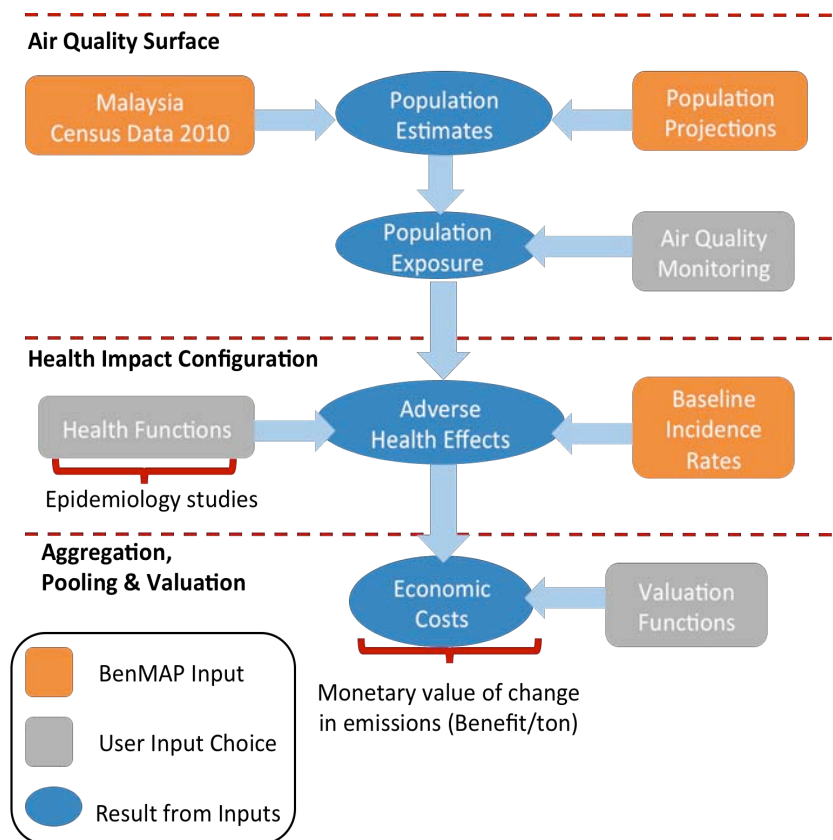 Air Quality Surface
Malaysia
Census Data 2010
Population
Estimates
Population
Projections
Population
Exposure
Air Quality
Monitoring
Health Impact Configuration
Health Functions
Adverse
Health Effects
Baseline
Incidence
Rates
Epidemiology studies
Aggregation,
Pooling & Valuation
Economic
Costs
Valuation
Functions
Monetary value of change
in emissions (Benefit/ton)
BenMAP Input
User Input Choice
Result from Inputs